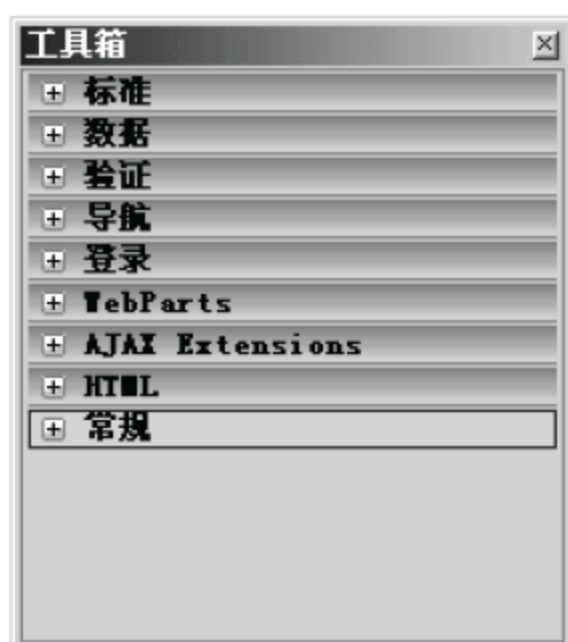 工具箱
标准
数据
验证
导航
登录
WebParts
AJAX Extensions
HTML
常规